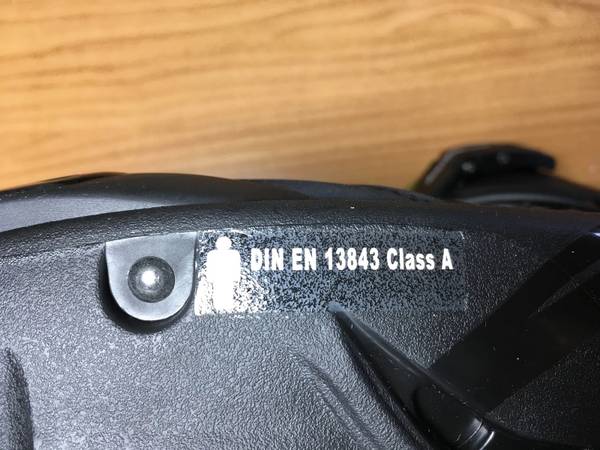 DIN EN 13843 Class A